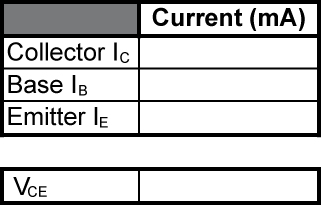 Current (mA)
Collector IC
Base IB
Emitter IE
VCE